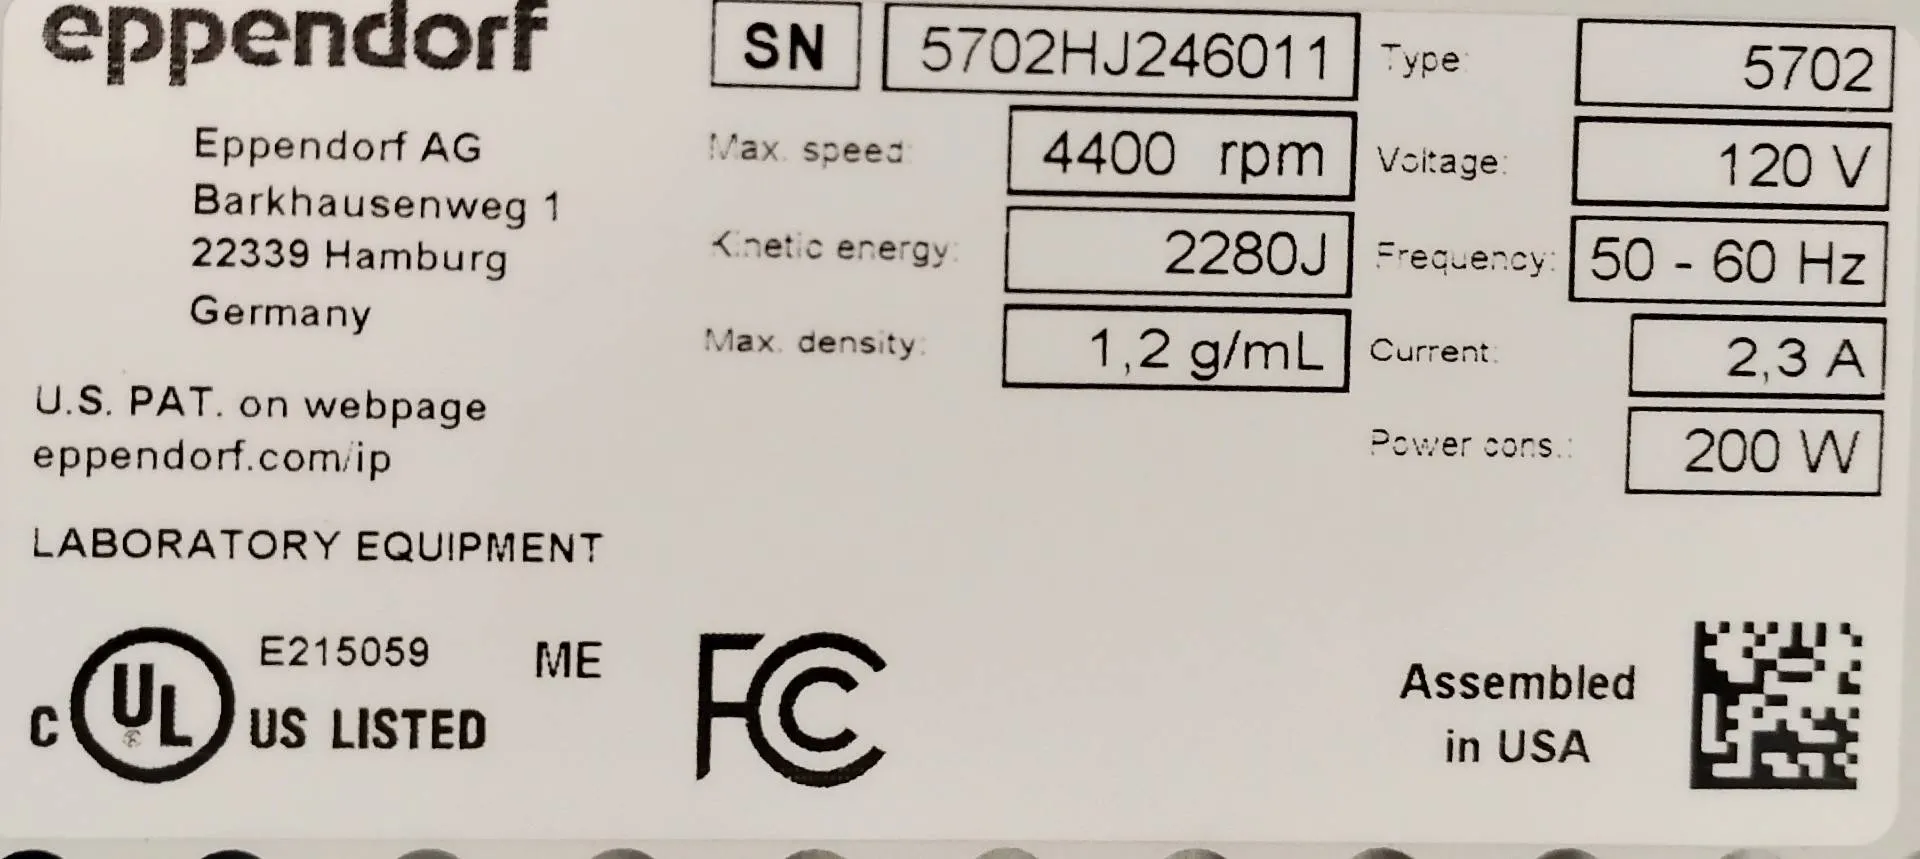 eppendorf
Eppendorf AG
Barkhausenweg 1
22339 Hamburg
Germany
U.S. PAT. on webpage
eppendorf.com/ip
LABORATORY EQUIPMENT
SN 5702HJ246011
Max. speed: 4400 rpm
Kinetic energy: 2280J
Max. density: 1,2 g/mL
Type: 5702
Voltage: 120 V
Frequency: 50 - 60 Hz
Current: 2,3 A
Power cons.: 200 W
C UL US LISTED
E215059
ME
FC
Assembled
in USA